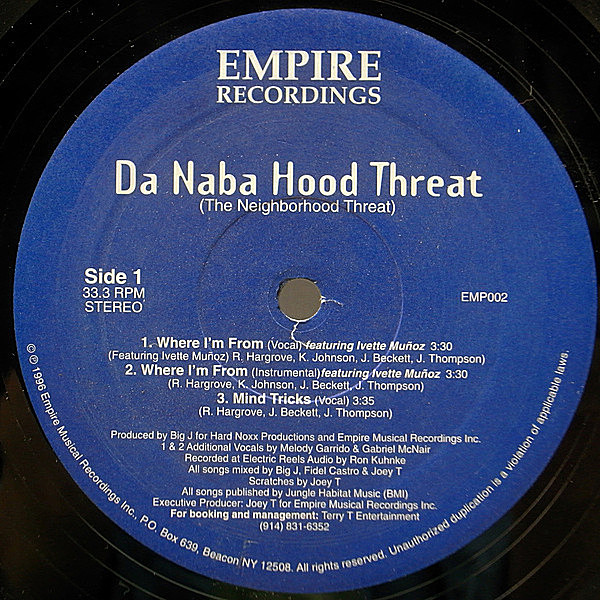 EMPIRE
RECORDINGS
Da Naba Hood Threat
(The Neighborhood Threat)
Side 1
33.3 RPM
STEREO
EMP002
1. Where I'm From (Vocal) featuring Ivette Muñoz 3:30
(Featuring Ivette Muñoz) R. Hargrove, K. Johnson, J. Beckett, J. Thompson)
2. Where I'm From (Instrumental) featuring Ivette Muñoz 3:30
(R. Hargrove, K. Johnson, J. Beckett, J. Thompson)
3. Mind Tricks (Vocal) 3:35
(R. Hargrove, J. Beckett, J. Thompson)
Produced by Big J for Hard Noxx Productions and Empire Musical Recordings Inc.
1 & 2 Additional Vocals by Melody Garrido & Gabriel McNair
Recorded at Electric Reels Audio by Ron Kuhnke
All songs mixed by Big J, Fidel Castro & Joey T
Scratches by Joey T
All songs published by Jungle Habitat Music (BMI)
Executive Producer: Joey T for Empire Musical Recordings Inc.
For booking and management: Terry T Entertainment
(914) 831-6352
© ℗ 1996 Empire Musical Recordings Inc., P.O. Box 639, Beacon NY 12508. All rights reserved. Unauthorized duplication is a violation of applicable laws.